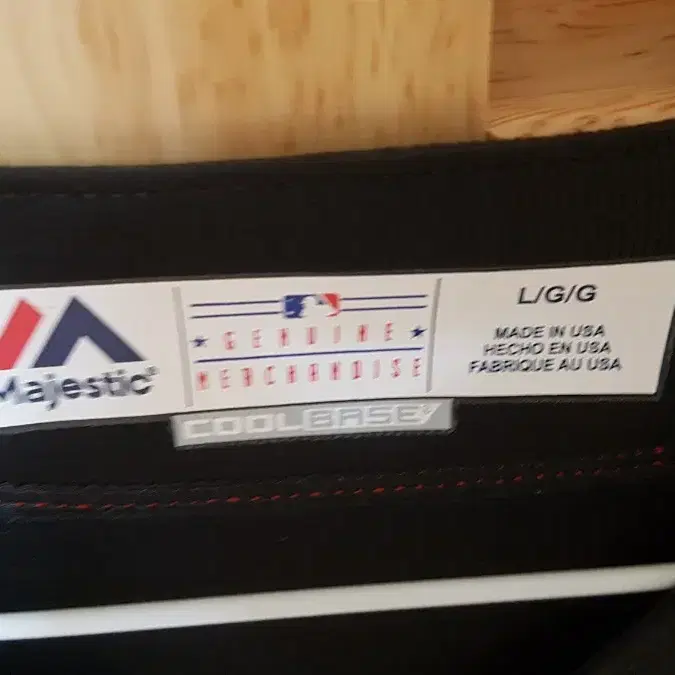 Majestic®
GENUINE
MERCHANDISE
COOLBASE
L/G/G
MADE IN USA
HECHO EN USA
FABRIQUE AU USA